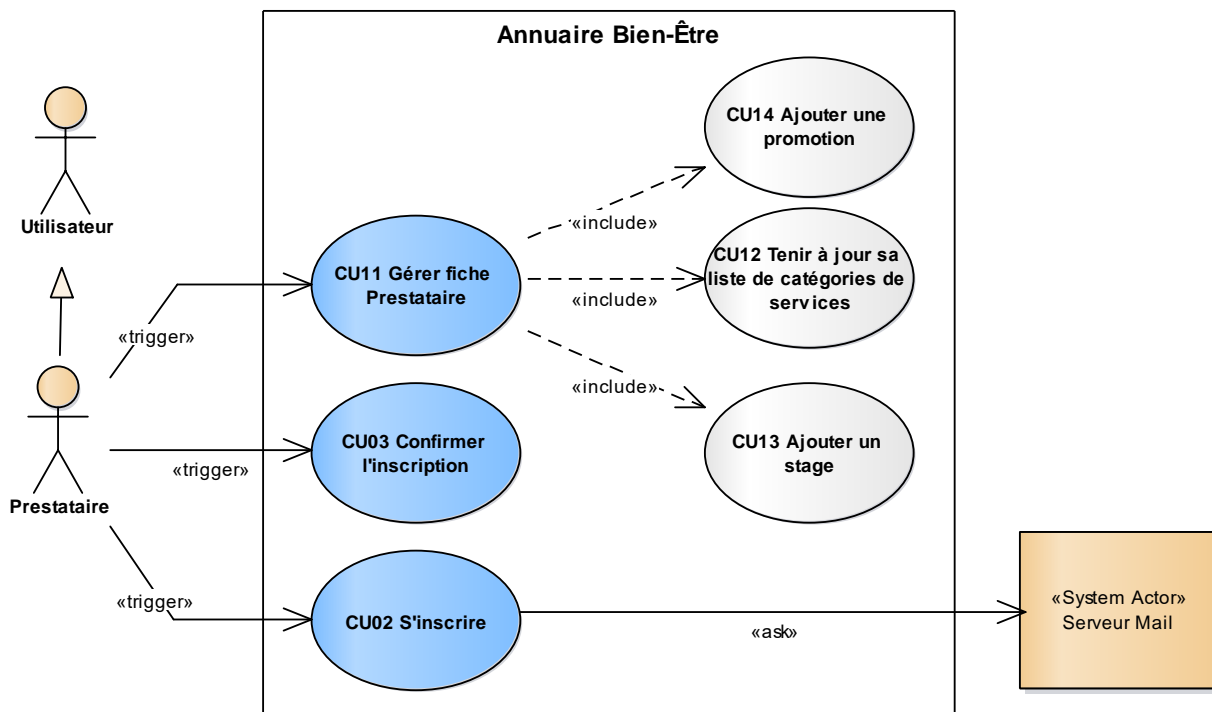 Annuaire Bien-Être
CU14 Ajouter une
promotion
Utilisateur
«include»
CU11 Gérer fiche
Prestataire
CU12 Tenir à jour sa
liste de catégories de
services
«include»
«trigger»
«include»
CU03 Confirmer
l'inscription
CU13 Ajouter un
stage
«trigger»
Prestataire
«trigger»
CU02 S'inscrire
«ask»
«System Actor»
Serveur Mail